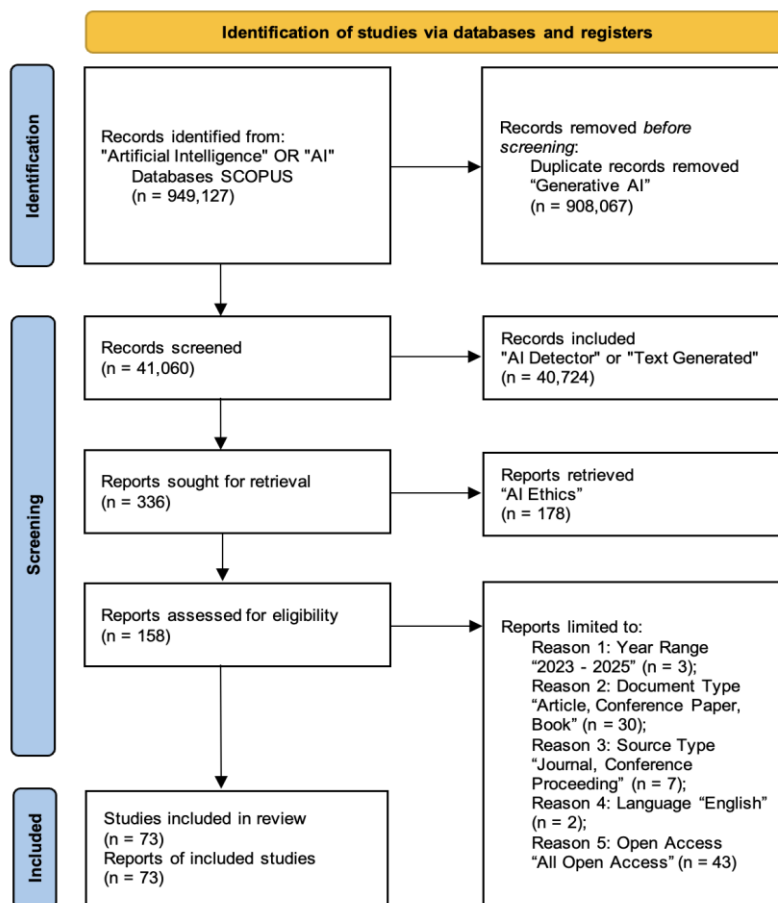 Identification of studies via databases and registers
Identification
Records identified from:
"Artificial Intelligence" OR "AI"
Databases SCOPUS
(n = 949,127)
Records removed before
screening:
Duplicate records removed
“Generative AI”
(n = 908,067)
Screening
Records screened
(n = 41,060)
Records included
"AI Detector" or "Text Generated"
(n = 40,724)
Reports sought for retrieval
(n = 336)
Reports retrieved
“AI Ethics”
(n = 178)
Reports assessed for eligibility
(n = 158)
Reports limited to:
Reason 1: Year Range
“2023 - 2025” (n = 3);
Reason 2: Document Type
“Article, Conference Paper,
Book” (n = 30);
Reason 3: Source Type
“Journal, Conference
Proceeding” (n = 7);
Reason 4: Language “English”
(n = 2);
Reason 5: Open Access
“All Open Access” (n = 43)
Included
Studies included in review
(n = 73)
Reports of included studies
(n = 73)